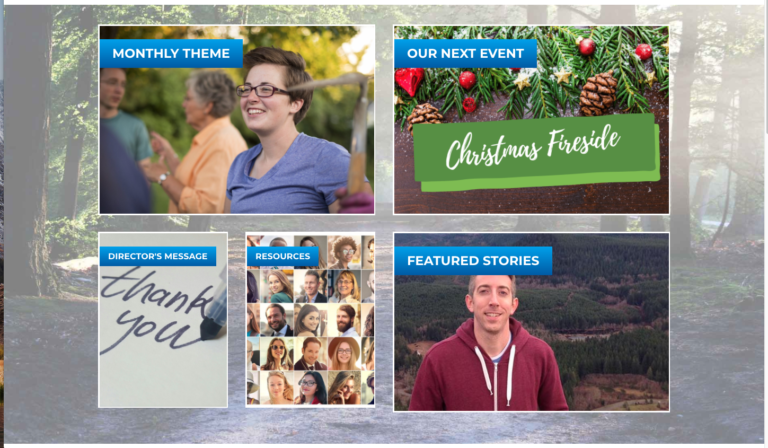 MONTHLY THEME
OUR NEXT EVENT
Christmas Fireside
DIRECTOR'S MESSAGE
thank
you
RESOURCES
FEATURED STORIES